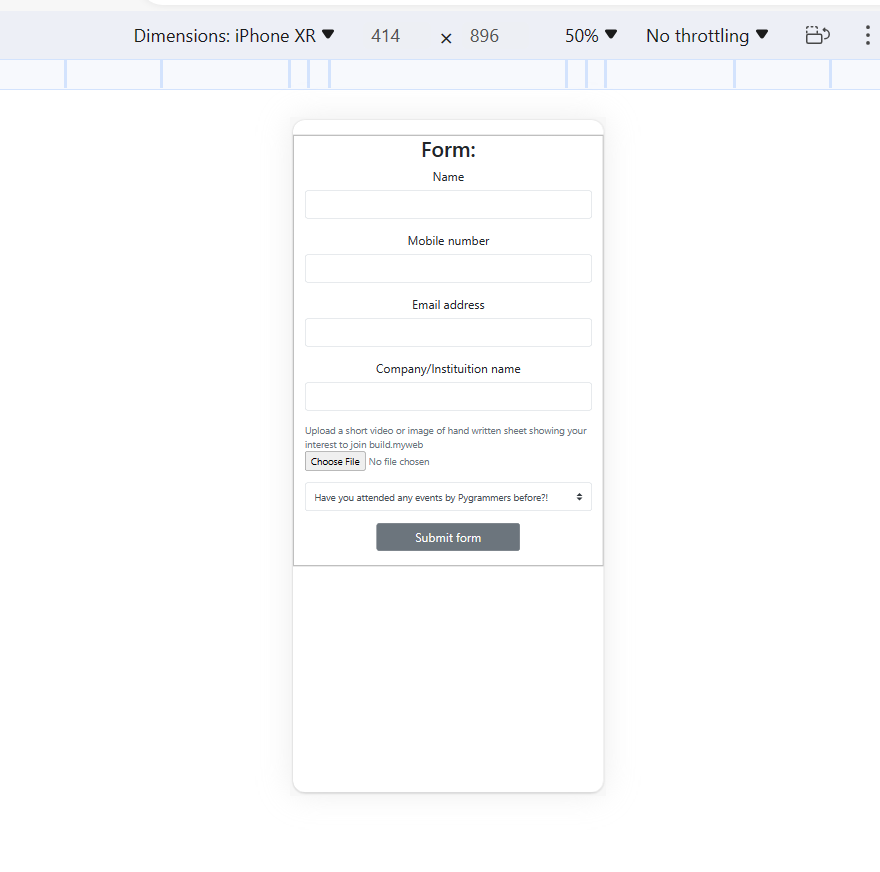 Dimensions: iPhone XR 414 × 896 50% No throttling
Form:
Name
Mobile number
Email address
Company/Instituition name
Upload a short video or image of hand written sheet showing your
interest to join build.myweb
Choose File No file chosen
Have you attended any events by Pygrammers before?!
Submit form